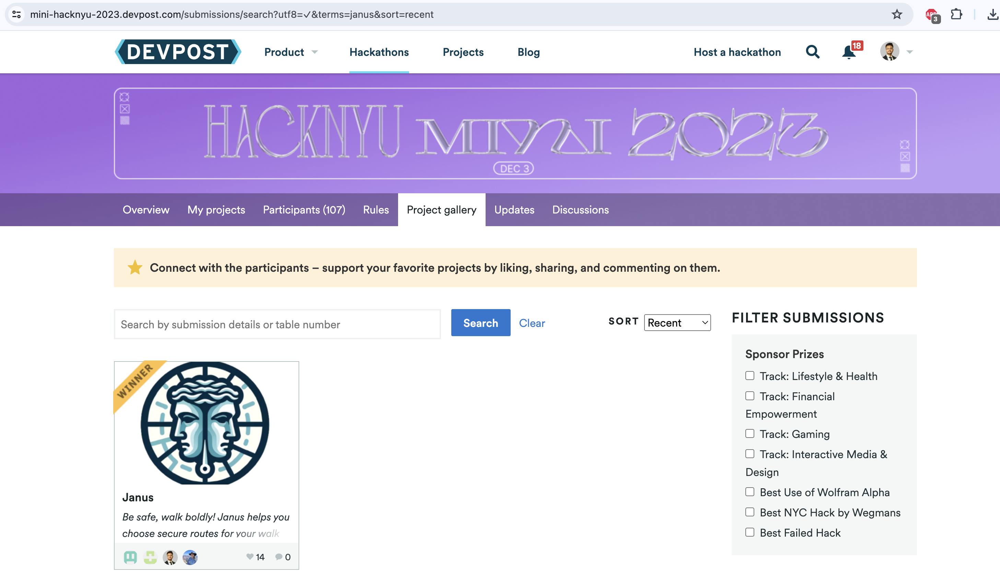 mini-hacknyu-2023.devpost.com/submissions/search?utf8=✓&terms=janus&sort=recent
ABP
3
DEVPOST
Product
Hackathons
Projects
Blog
Host a hackathon
18
HACKNYU MINI 2023
DEC 3
Overview
My projects
Participants (107)
Rules
Project gallery
Updates
Discussions
Connect with the participants – support your favorite projects by liking, sharing, and commenting on them.
Search by submission details or table number
Search
Clear
SORT
Recent
FILTER SUBMISSIONS
Sponsor Prizes
Track: Lifestyle & Health
Track: Financial
Empowerment
Track: Gaming
Track: Interactive Media &
Design
Best Use of Wolfram Alpha
Best NYC Hack by Wegmans
Best Failed Hack
WINNER
Janus
Be safe, walk boldly! Janus helps you
choose secure routes for your walk
14
0